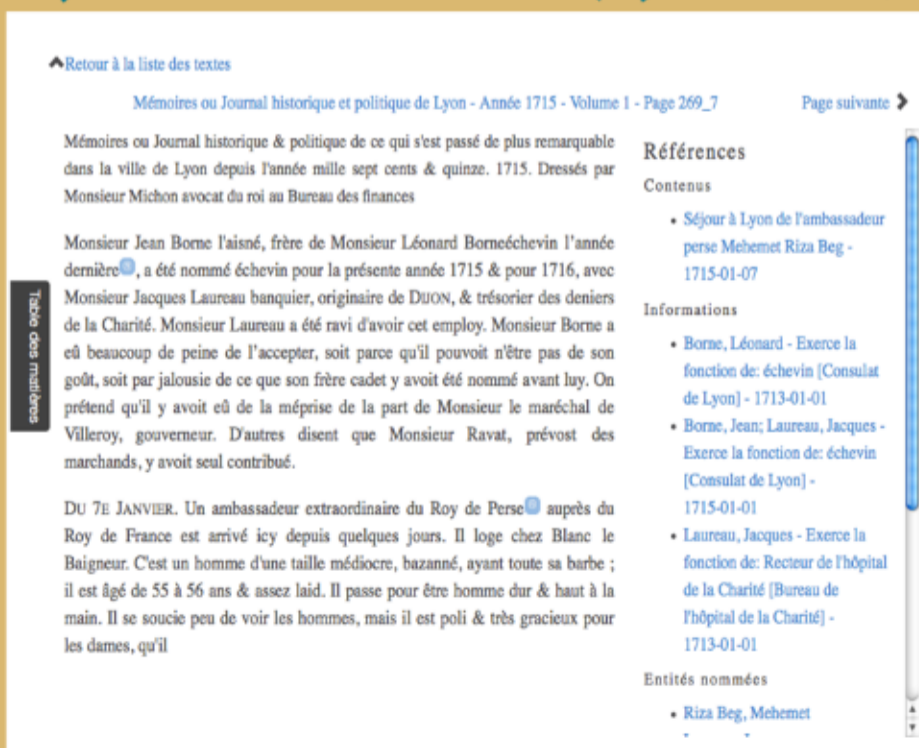 Retour à la liste des textes
Mémoires ou Journal historique et politique de Lyon - Année 1715 - Volume 1 - Page 269_7
Page suivante
Mémoires ou Journal historique & politique de ce qui s'est passé de plus remarquable
dans la ville de Lyon depuis l'année mille sept cents & quinze. 1715. Dressés par
Monsieur Michon avocat du roi au Bureau des finances
Monsieur Jean Borne l'aisné, frère de Monsieur Léonard Borneéchevin l'année
dernière, a été nommé échevin pour la présente année 1715 & pour 1716, avec
Monsieur Jacques Laureau banquier, originaire de DIJON, & trésorier des deniers
de la Charité. Monsieur Laureau a été ravi d'avoir cet employ. Monsieur Borne a
eû beaucoup de peine de l'accepter, soit parce qu'il pouvoit n'être pas de son
goût, soit par jalousie de ce que son frère cadet y avoit été nommé avant luy. On
prétend qu'il y avoit eû de la méprise de la part de Monsieur le maréchal de
Villeroy, gouverneur. D'autres disent que Monsieur Ravat, prévost des
marchands, y avoit seul contribué.
DU 7E JANVIER. Un ambassadeur extraordinaire du Roy de Perse auprès du
Roy de France est arrivé icy depuis quelques jours. Il loge chez Blanc le
Baigneur. C'est un homme d'une taille médiocre, bazanné, ayant toute sa barbe ;
il est âgé de 55 à 56 ans & assez laid. Il passe pour être homme dur & haut à la
main. Il se soucie peu de voir les hommes, mais il est poli & très gracieux pour
les dames, qu'il
Table des matières
Références
Contenus
• Séjour à Lyon de l'ambassadeur
perse Mehemet Riza Beg -
1715-01-07
Informations
• Borne, Léonard - Exerce la
fonction de: échevin [Consulat
de Lyon] - 1713-01-01
• Borne, Jean; Laureau, Jacques -
Exerce la fonction de: échevin
[Consulat de Lyon] -
1715-01-01
• Laureau, Jacques - Exerce la
fonction de: Recteur de l'hôpital
de la Charité [Bureau de
l'hôpital de la Charité] -
1713-01-01
Entités nommées
• Riza Beg, Mehemet